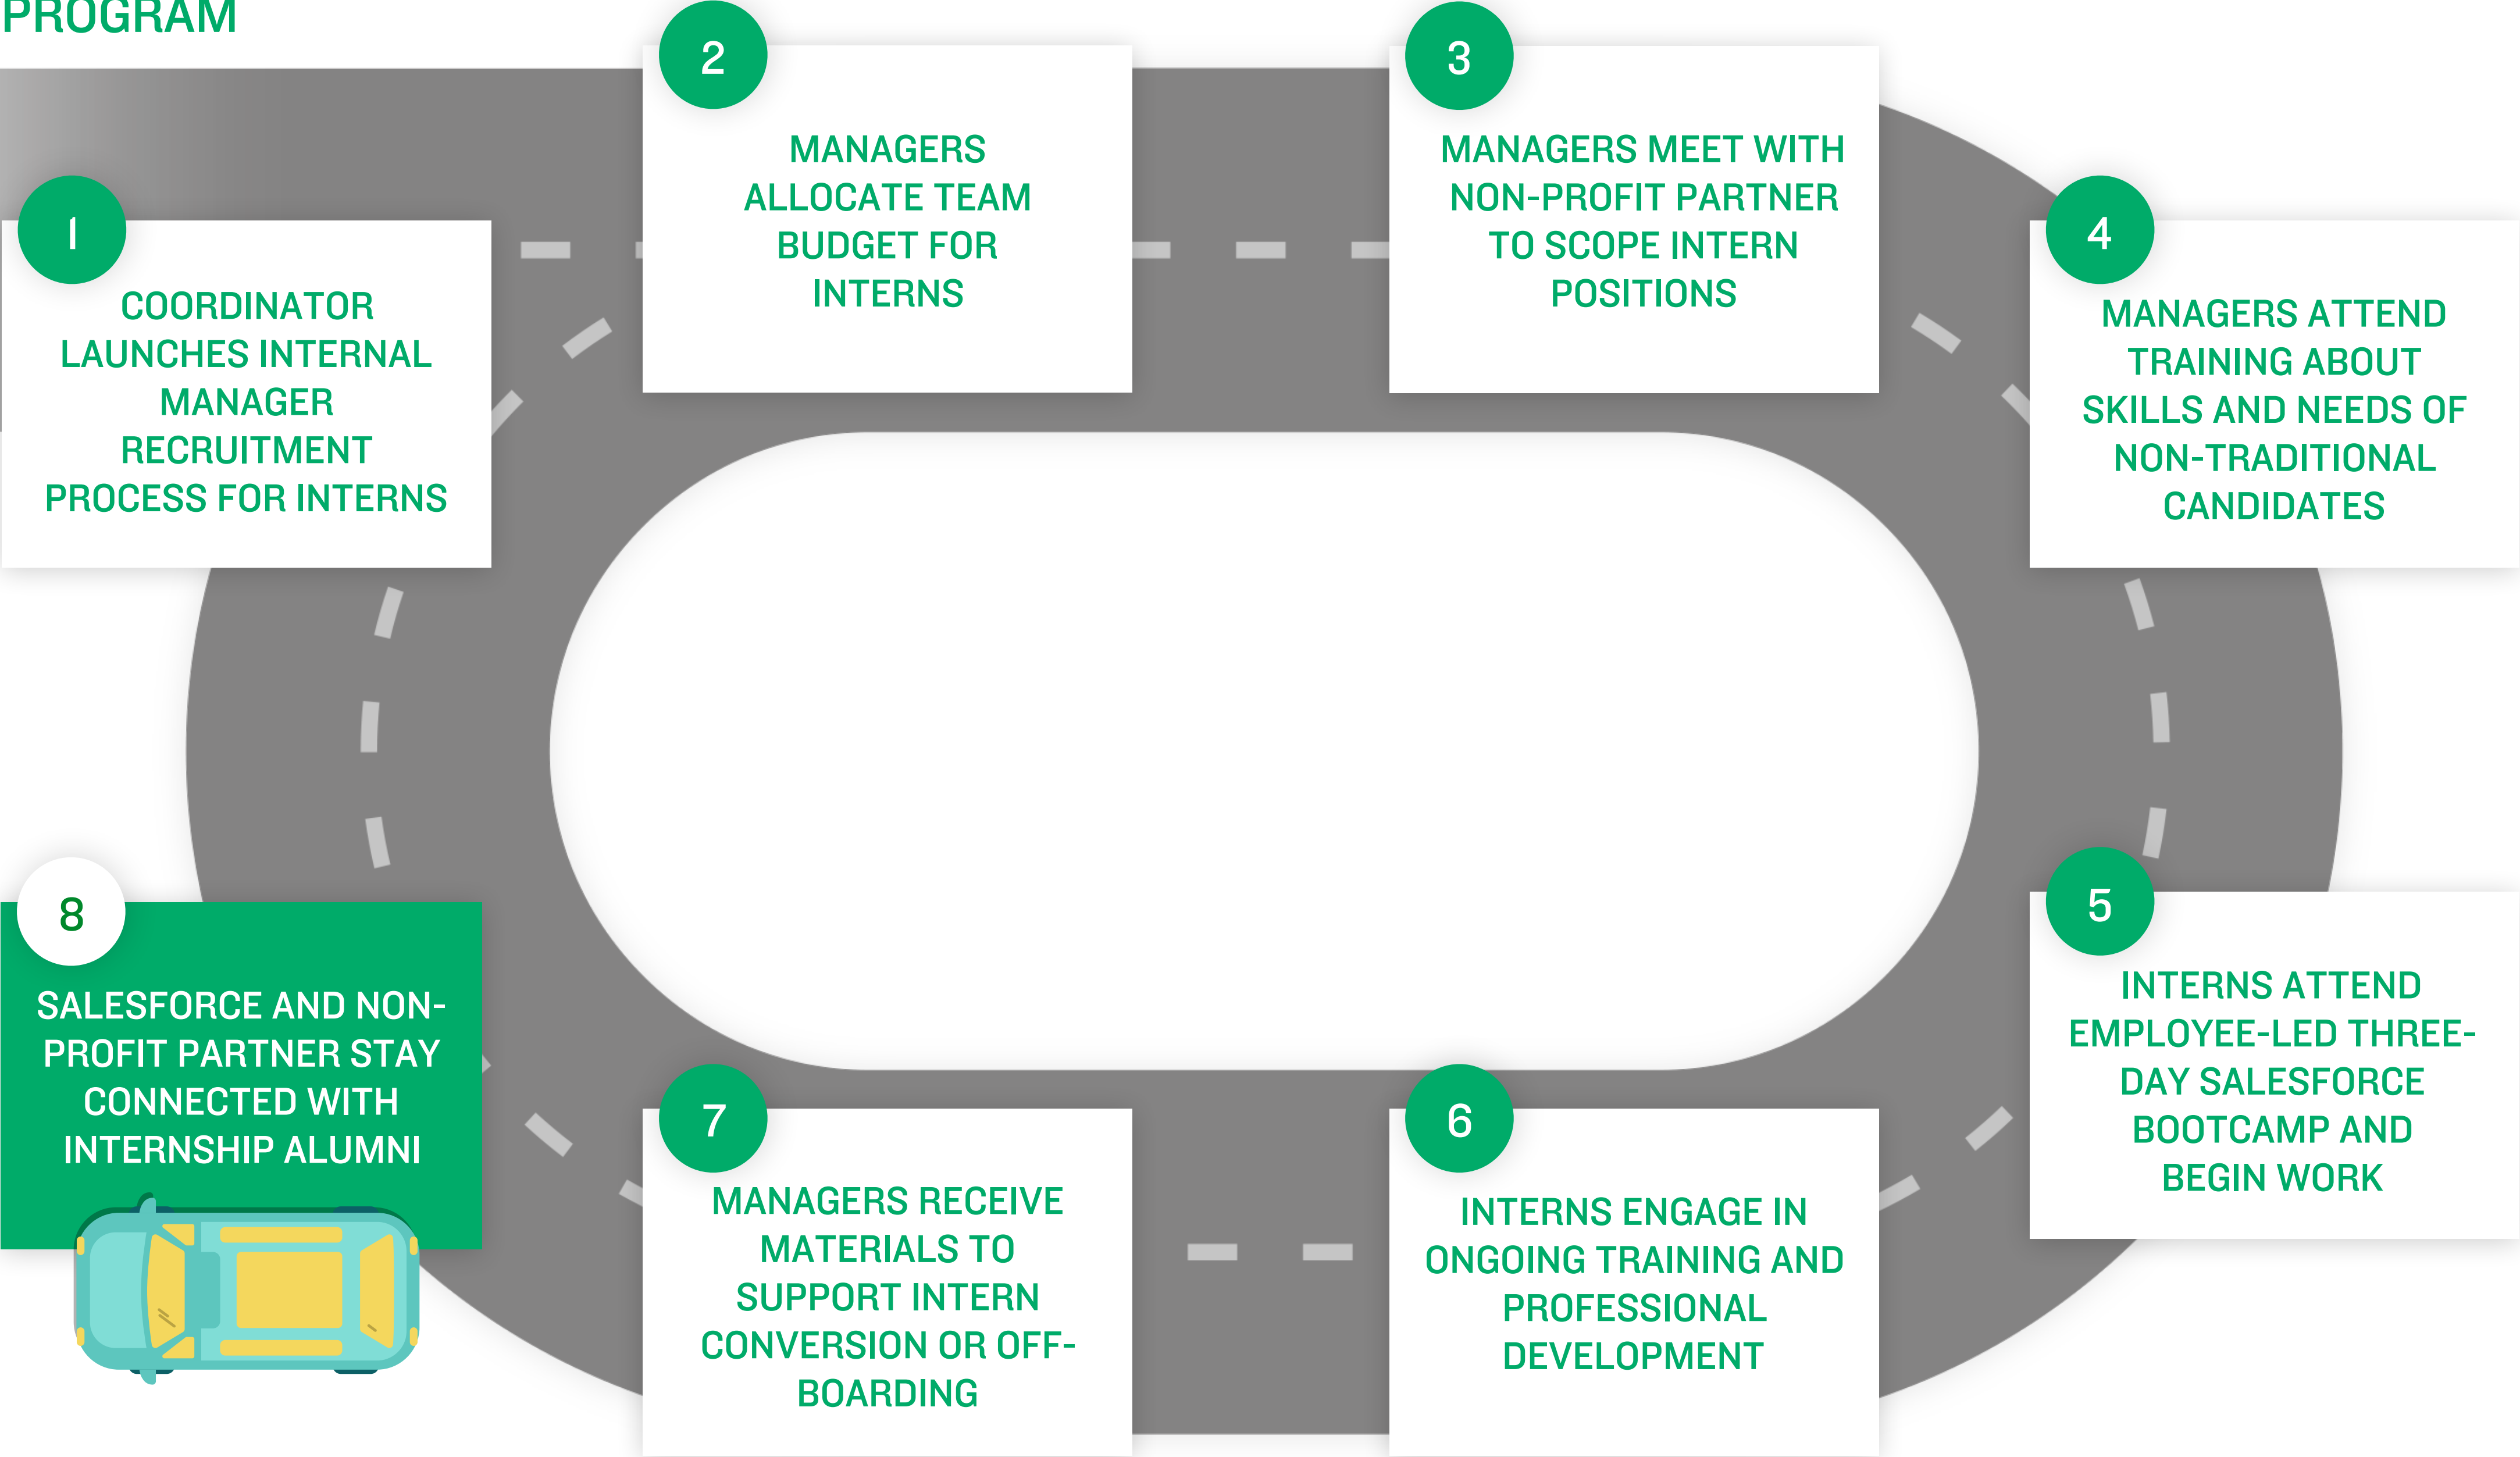 PROGRAM
1
COORDINATOR
LAUNCHES INTERNAL
MANAGER
RECRUITMENT
PROCESS FOR INTERNS
2
MANAGERS
ALLOCATE TEAM
BUDGET FOR
INTERNS
3
MANAGERS MEET WITH
NON-PROFIT PARTNER
TO SCOPE INTERN
POSITIONS
4
MANAGERS ATTEND
TRAINING ABOUT
SKILLS AND NEEDS OF
NON-TRADITIONAL
CANDIDATES
5
INTERNS ATTEND
EMPLOYEE-LED THREE-
DAY SALESFORCE
BOOTCAMP AND
BEGIN WORK
6
INTERNS ENGAGE IN
ONGOING TRAINING AND
PROFESSIONAL
DEVELOPMENT
7
MANAGERS RECEIVE
MATERIALS TO
SUPPORT INTERN
CONVERSION OR OFF-
BOARDING
8
SALESFORCE AND NON-
PROFIT PARTNER STAY
CONNECTED WITH
INTERNSHIP ALUMNI